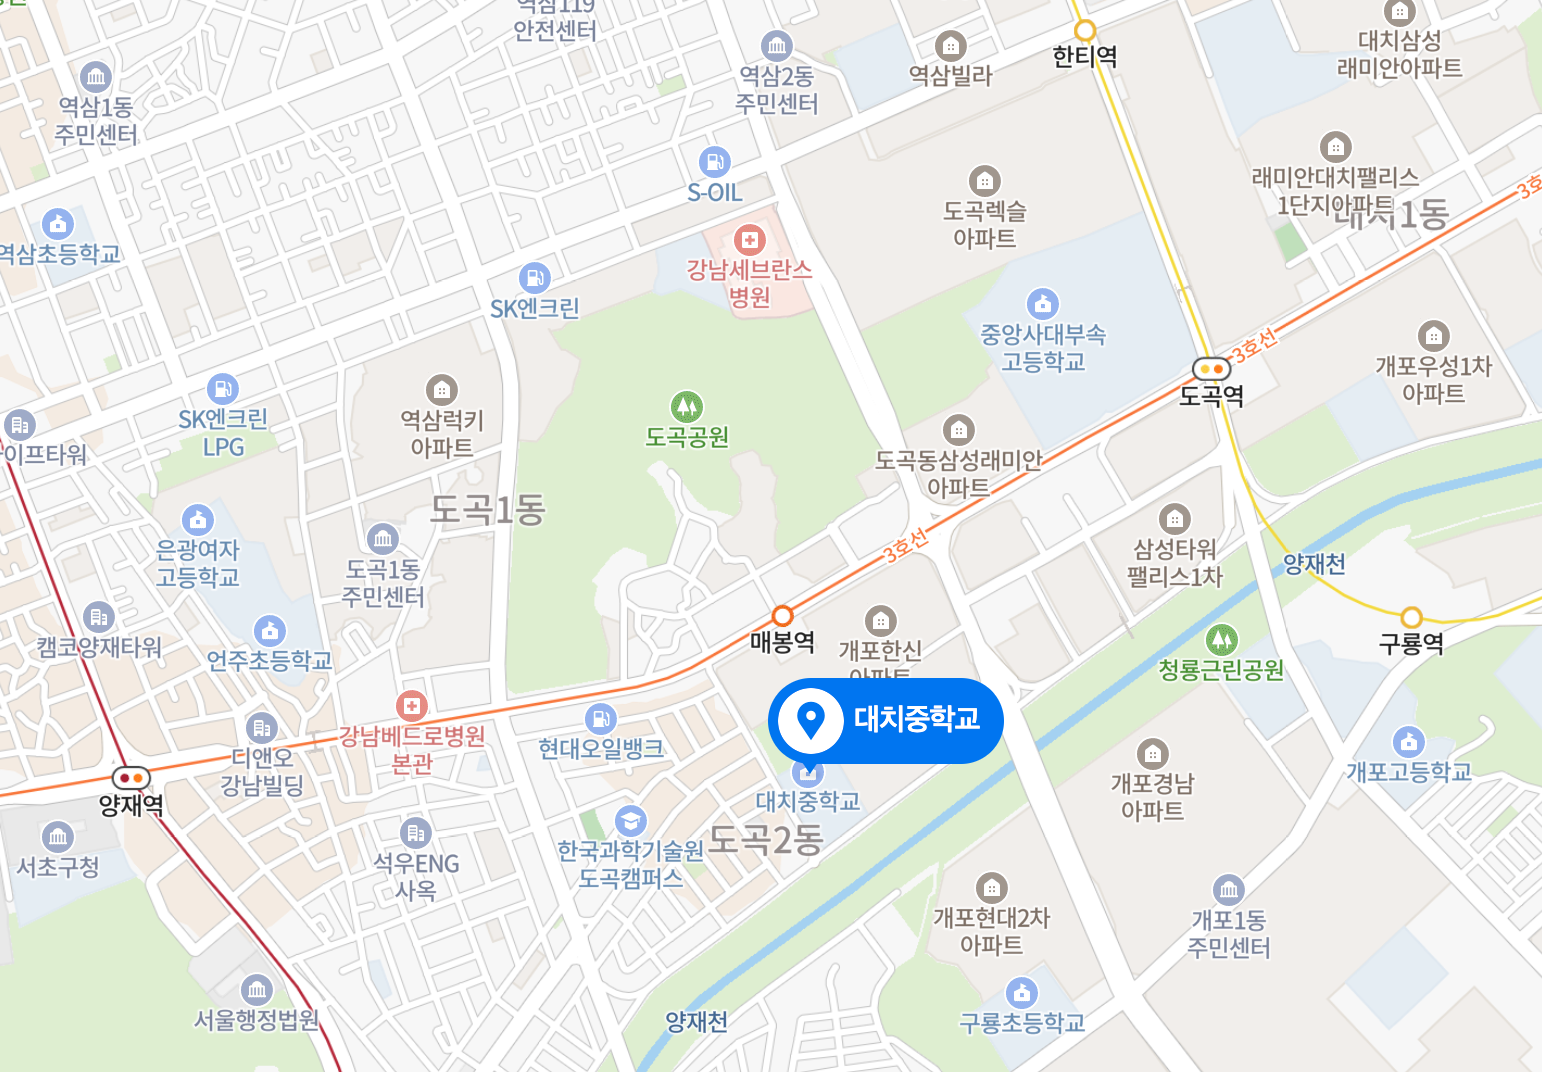 역삼119
안전센터
한티역
역삼빌라
대치삼성
래미안아파트
역삼1동
주민센터
역삼2동
주민센터
S-OIL
래미안대치팰리스
1단지아파트
대치1동
3호선
도곡렉슬
아파트
역삼초등학교
강남세브란스
병원
SK엔크린
중앙사대부속
고등학교
3호선
개포우성1차
아파트
도곡역
SK엔크린
LPG
역삼럭키
아파트
도곡공원
이프타워
도곡동삼성래미안
아파트
도곡1동
3호선
은광여자
고등학교
도곡1동
주민센터
삼성타워
팰리스1차
양재천
캠코양재타워
언주초등학교
매봉역
개포한신
아파트
청룡근린공원
구룡역
대치중학교
강남베드로병원
본관
현대오일뱅크
디앤오
강남빌딩
양재역
대치중학교
개포경남
아파트
개포고등학교
서초구청
석우ENG
사옥
한국과학기술원
도곡캠퍼스
도곡2동
개포현대2차
아파트
개포1동
주민센터
서울행정법원
양재천
구룡초등학교